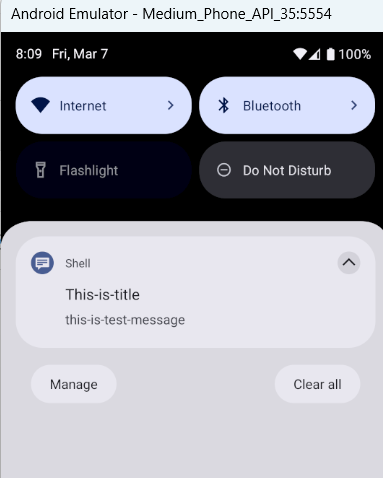 Android Emulator - Medium_Phone_API_35:5554
8:09 Fri, Mar 7 100%
Internet Bluetooth
Flashlight Do Not Disturb
Shell
This-is-title
this-is-test-message
Manage Clear all